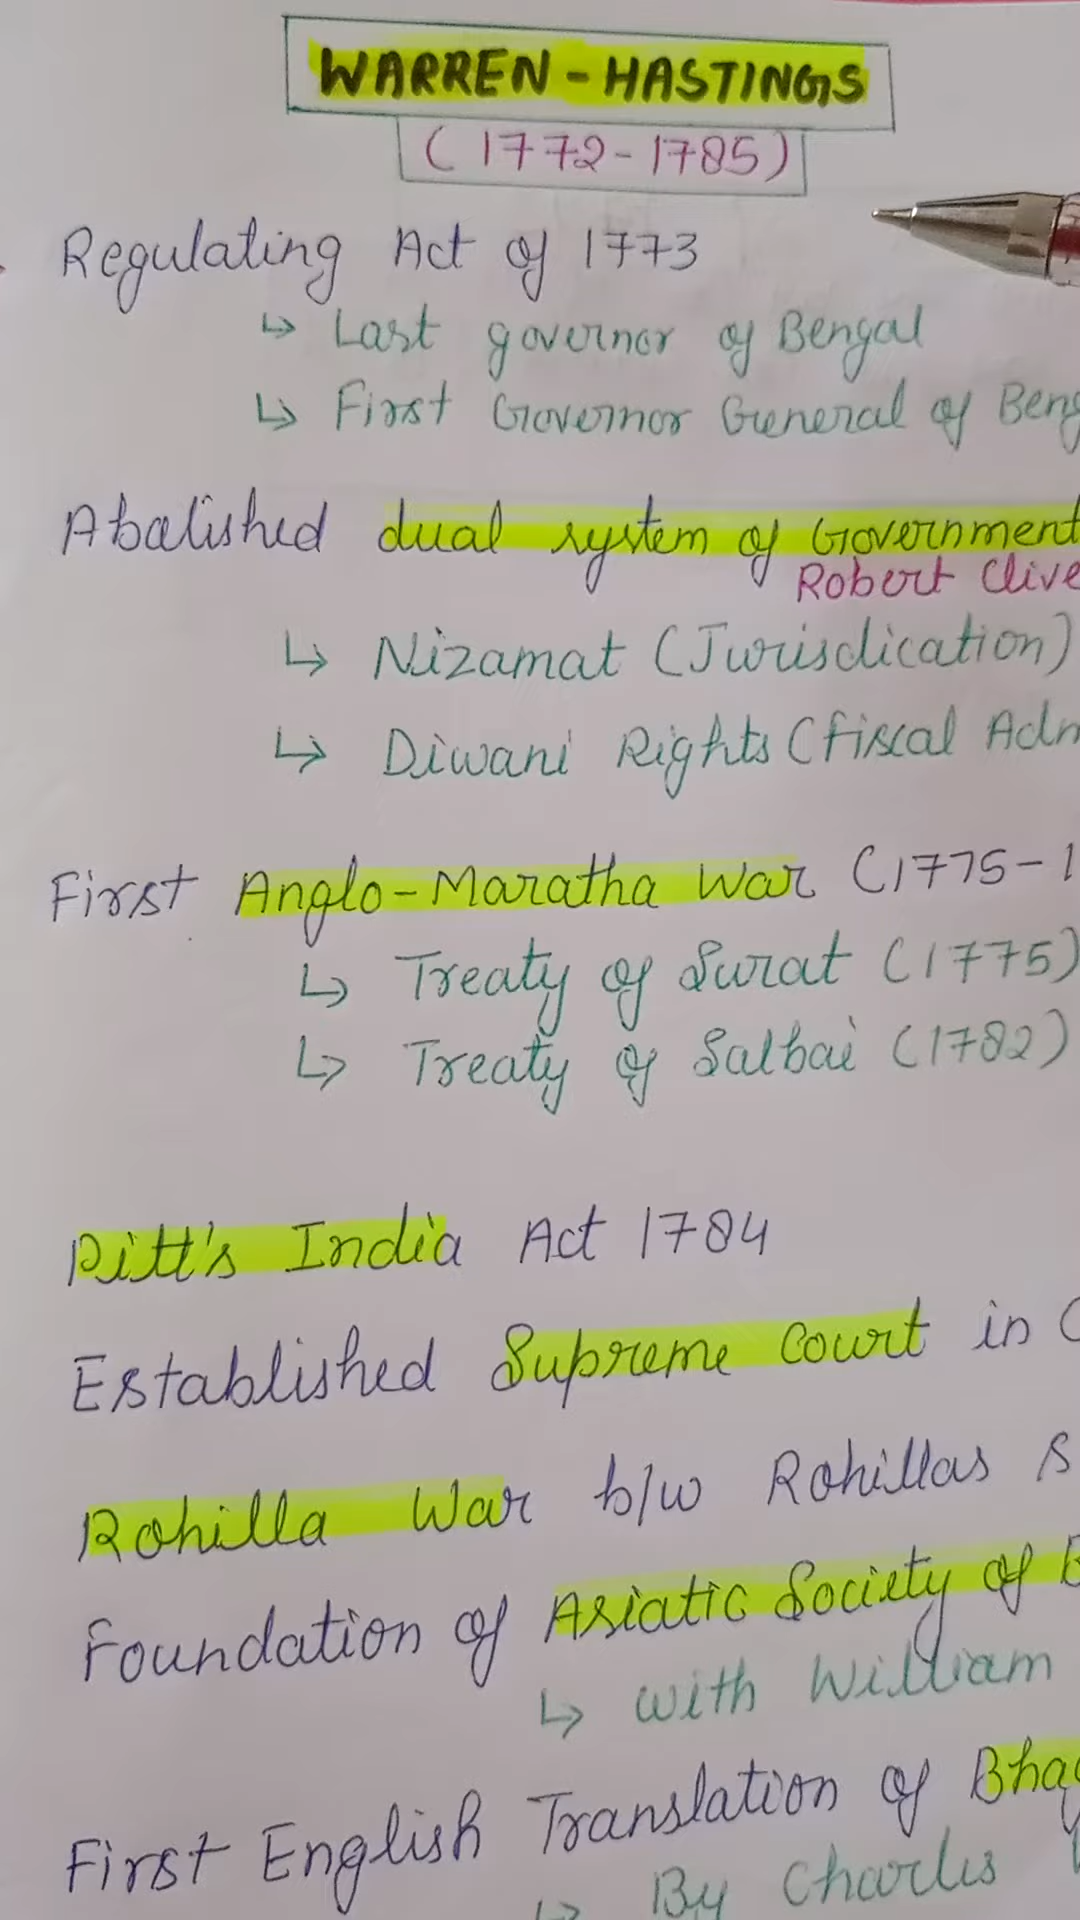 WARREN-HASTINGS
(1772-1785)
Regulating Act of 1773
↳ Last governor of Bengal
↳ First Governor General of Beng
Abolished dual system of Government
Robert Clive
↳ Nizamat (Jurisdication)
↳ Diwani Rights (fiscal Adm
First Anglo-Maratha War (1775-1
↳ Treaty of Surat (1775)
↳ Treaty of Salbai (1782)
Pitt's India Act 1784
Established Supreme Court in C
Rohilla War b/w Rohillas &
Foundation of Asiatic Society of B
↳ with William
First English Translation of Bhag
↳ By Charles